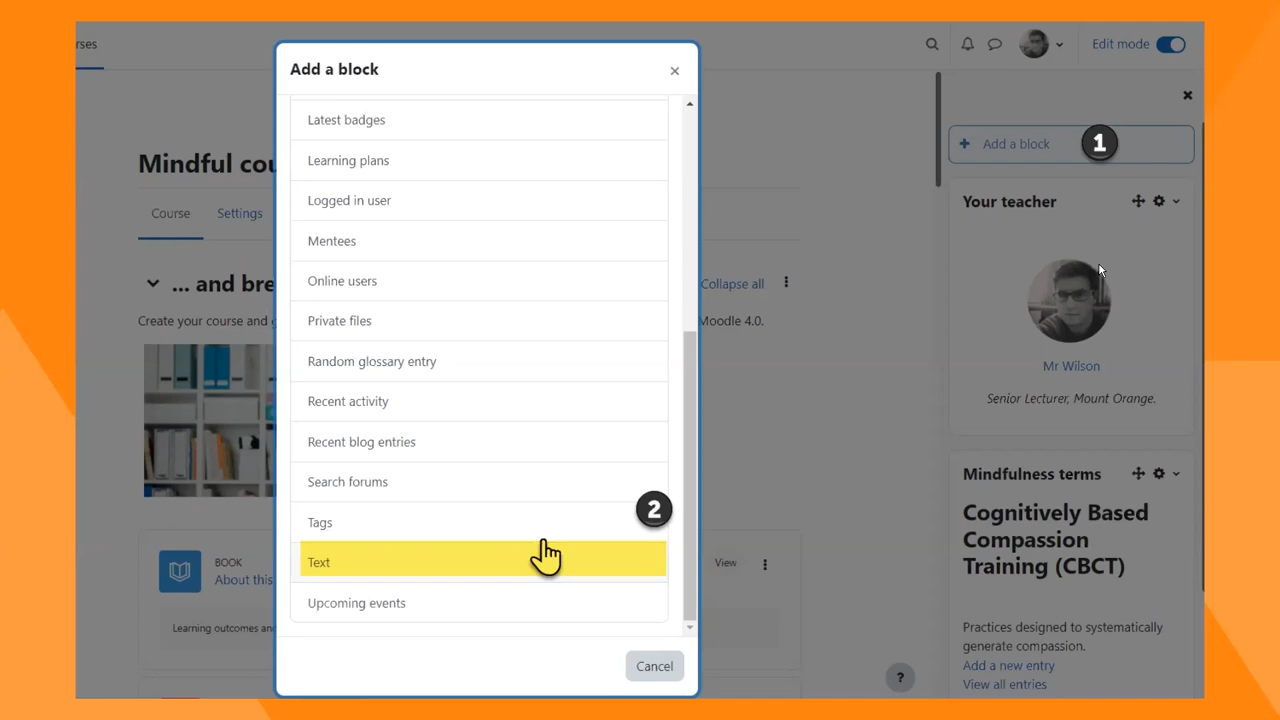 rses
Edit mode
Add a block
Latest badges
Learning plans
Logged in user
Mentees
Online users
Private files
Random glossary entry
Recent activity
Recent blog entries
Search forums
Tags
2
Text
Upcoming events
Cancel
Mindful cou
Course
Settings
... and bre
Collapse all
Create your course and
Moodle 4.0.
BOOK
About this
View
Learning outcomes and
Add a block
1
Your teacher
Mr Wilson
Senior Lecturer, Mount Orange.
Mindfulness terms
Cognitively Based
Compassion
Training (CBCT)
Practices designed to systematically
generate compassion.
Add a new entry
View all entries
?